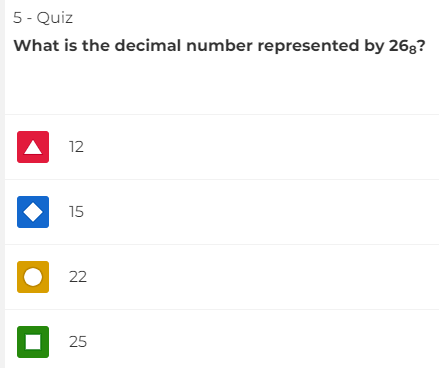 5 - Quiz
What is the decimal number represented by 26₈?
12
15
22
25